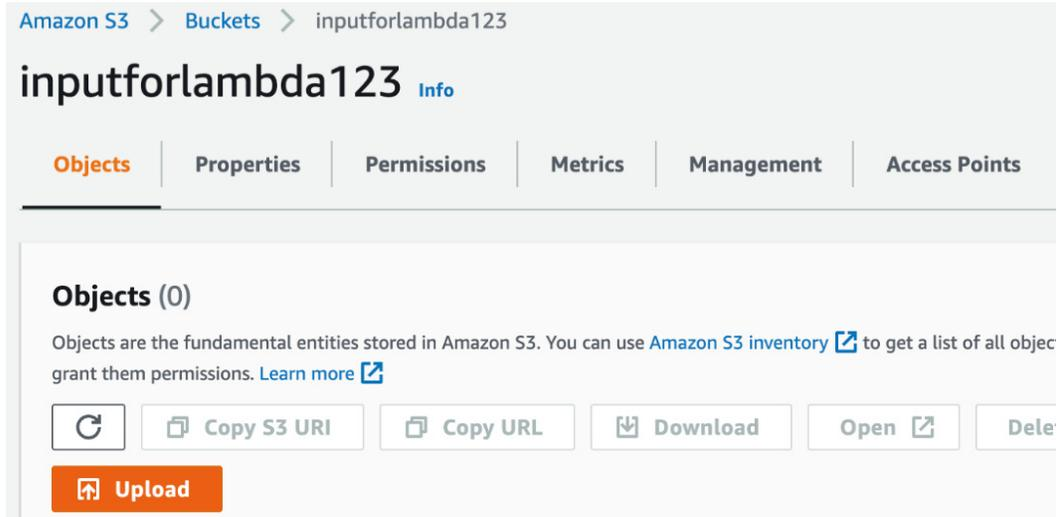 Amazon S3 > Buckets > inputforlambda123
inputforlambda123 Info
Objects Properties Permissions Metrics Management Access Points
Objects (0)
Objects are the fundamental entities stored in Amazon S3. You can use Amazon S3 inventory to get a list of all objec
grant them permissions. Learn more
Copy S3 URI Copy URL Download Open Dele
Upload